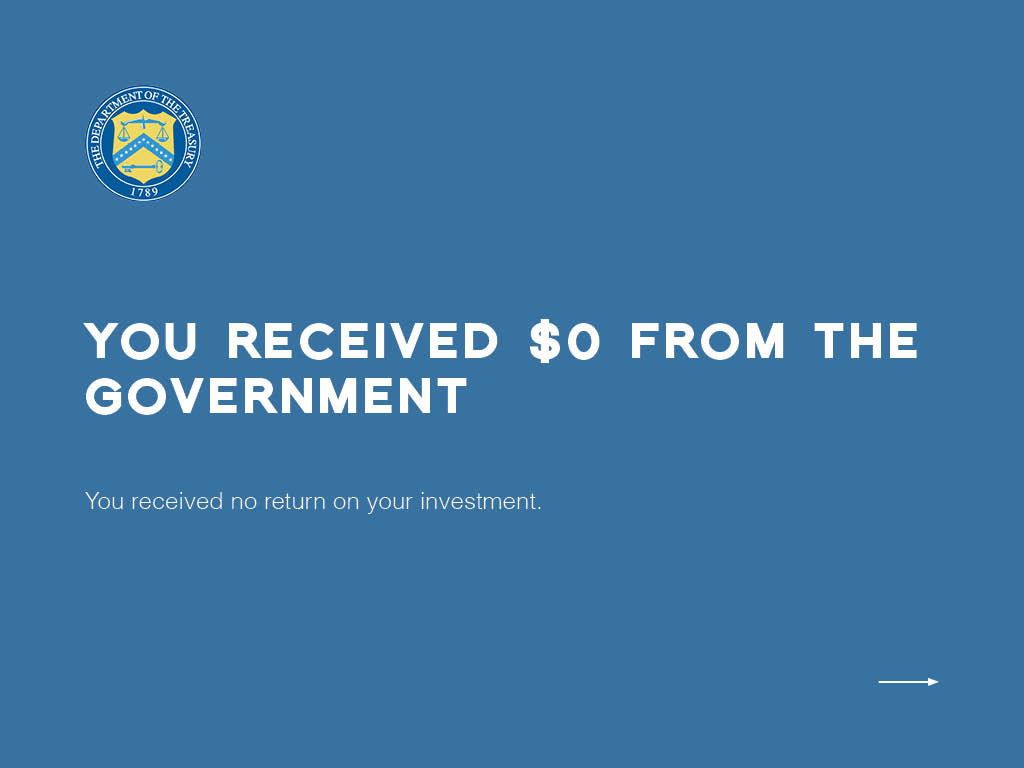 THE DEPARTMENT OF THE TREASURY
1789
YOU RECEIVED $0 FROM THE
GOVERNMENT
You received no return on your investment.